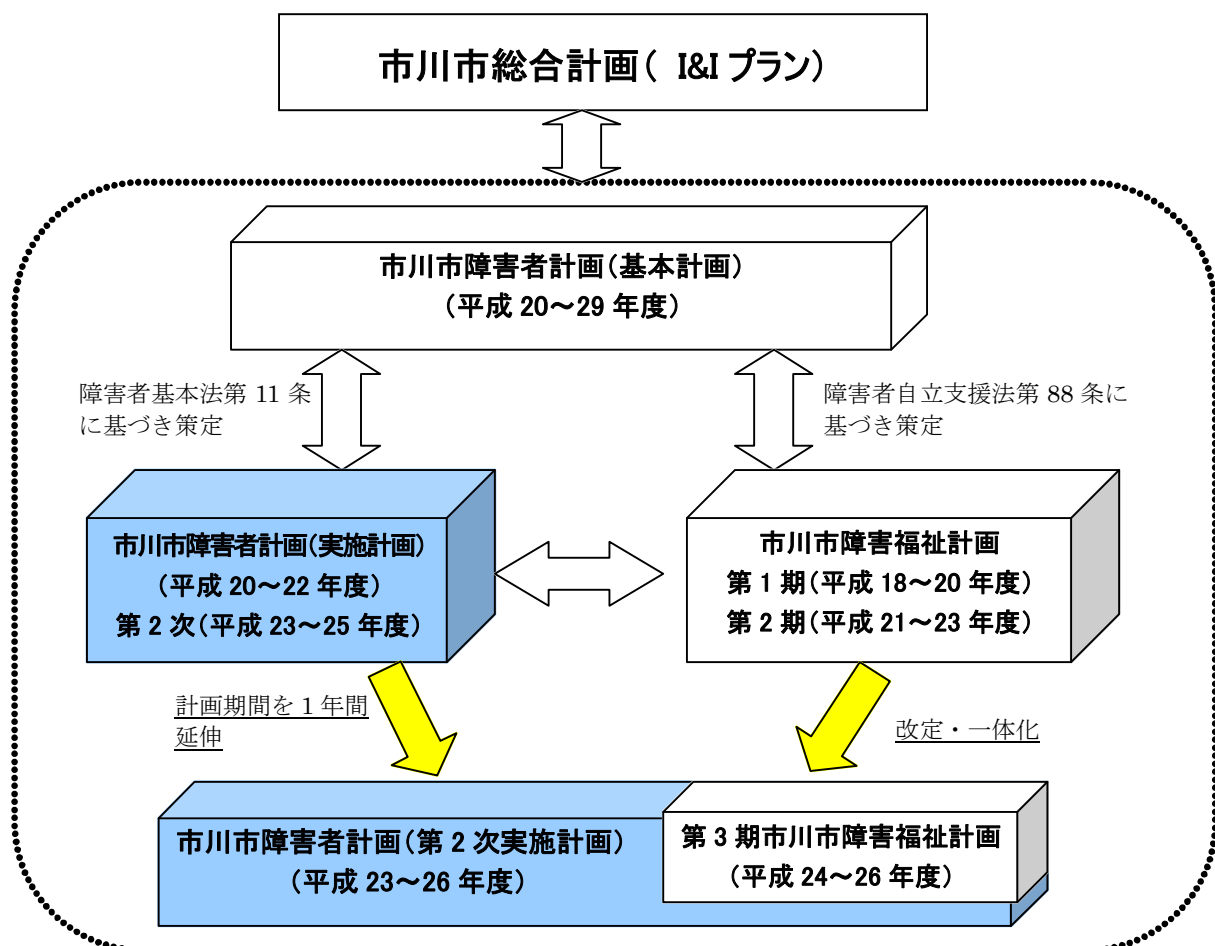 市川市総合計画( I&Iプラン)
市川市障害者計画(基本計画)
(平成 20～29 年度)
障害者基本法第 11 条
に基づき策定
障害者自立支援法第 88 条に
基づき策定
市川市障害者計画(実施計画)
(平成 20～22 年度)
第 2 次(平成 23～25 年度)
市川市障害福祉計画
第 1 期(平成 18～20 年度)
第 2 期(平成 21～23 年度)
計画期間を 1 年間
延伸
改定・一体化
市川市障害者計画(第 2 次実施計画)
(平成 23～26 年度)
第 3 期市川市障害福祉計画
(平成 24～26 年度)